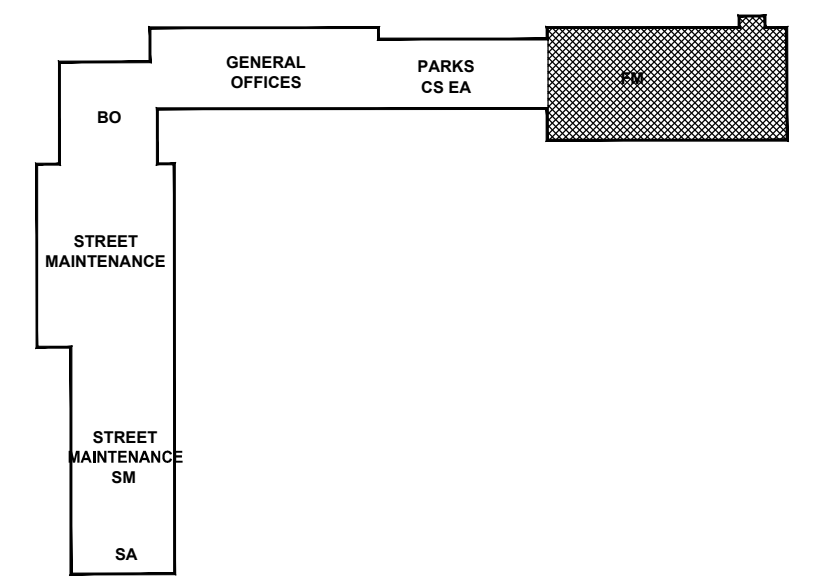 GENERAL
OFFICES
PARKS
CS EA
FM
BO
STREET
MAINTENANCE
STREET
MAINTENANCE
SM
SA